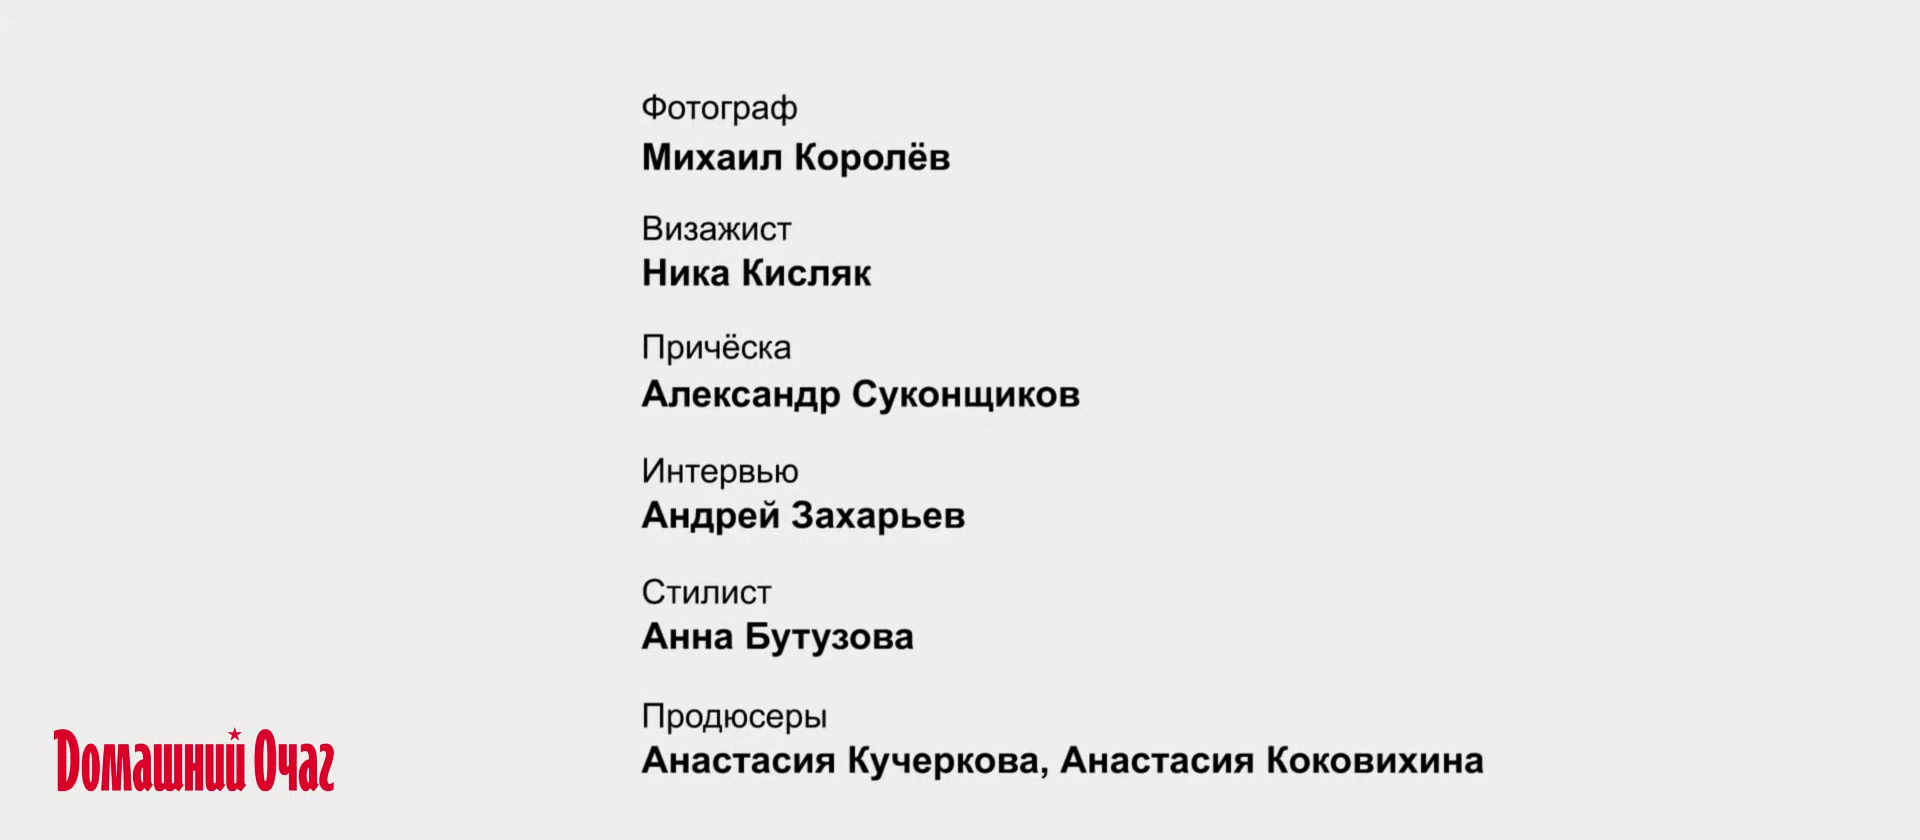 Фотограф
Михаил Королёв
Визажист
Ника Кисляк
Причёска
Александр Суконщиков
Интервью
Андрей Захарьев
Стилист
Анна Бутузова
Продюсеры
Анастасия Кучеркова, Анастасия Коковихина
Домашний Очаг